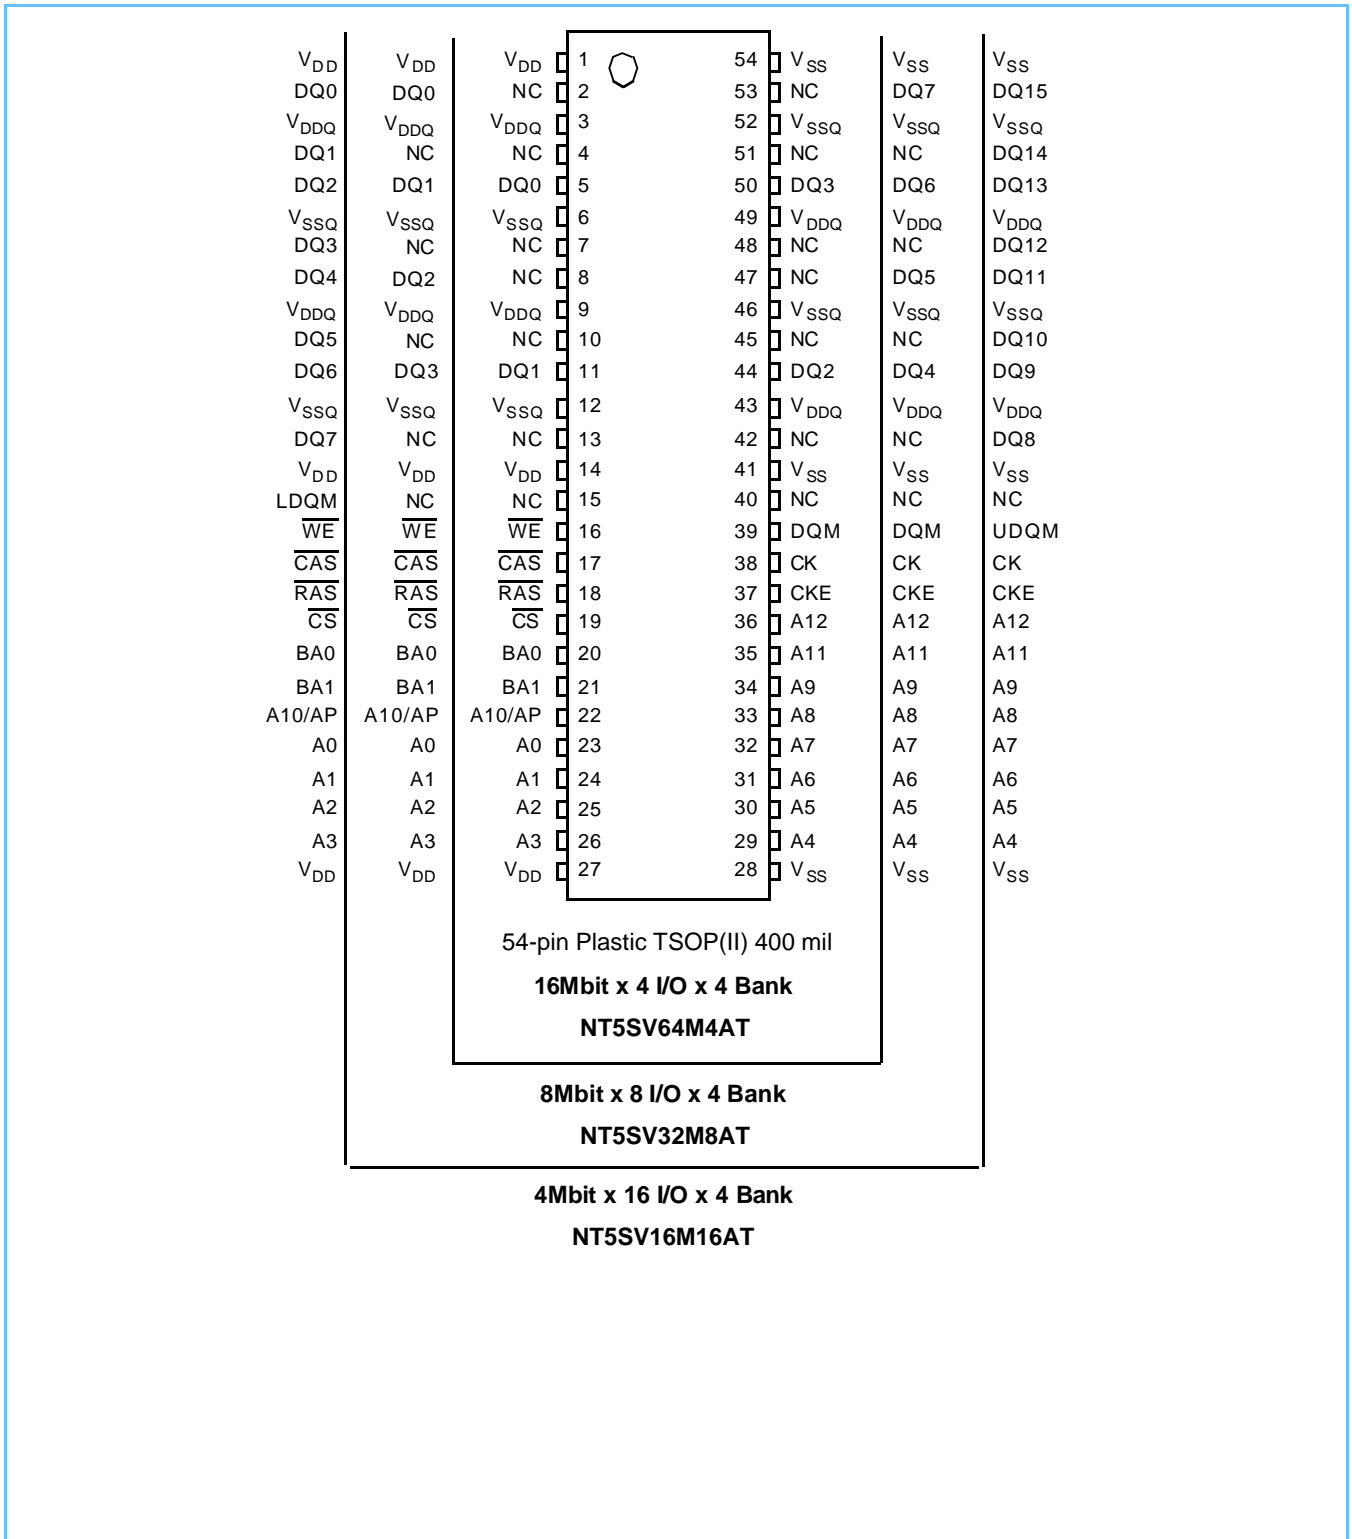 VDD VDD VDD 1 54 VSS VSS VSS
DQ0 DQ0 NC 2 53 NC DQ7 DQ15
VDDQ VDDQ VDDQ 3 52 VSSQ VSSQ VSSQ
DQ1 NC NC 4 51 NC NC DQ14
DQ2 DQ1 DQ0 5 50 DQ3 DQ6 DQ13
VSSQ VSSQ VSSQ 6 49 VDDQ VDDQ VDDQ
DQ3 NC NC 7 48 NC NC DQ12
DQ4 DQ2 NC 8 47 NC DQ5 DQ11
VDDQ VDDQ VDDQ 9 46 VSSQ VSSQ VSSQ
DQ5 NC NC 10 45 NC NC DQ10
DQ6 DQ3 DQ1 11 44 DQ2 DQ4 DQ9
VSSQ VSSQ VSSQ 12 43 VDDQ VDDQ VDDQ
DQ7 NC NC 13 42 NC NC DQ8
VDD VDD VDD 14 41 VSS VSS VSS
LDQM NC NC 15 40 NC NC NC
W̅E̅ W̅E̅ W̅E̅ 16 39 DQM DQM UDQM
C̅A̅S̅ C̅A̅S̅ C̅A̅S̅ 17 38 CK CK CK
R̅A̅S̅ R̅A̅S̅ R̅A̅S̅ 18 37 CKE CKE CKE
C̅S̅ C̅S̅ C̅S̅ 19 36 A12 A12 A12
BA0 BA0 BA0 20 35 A11 A11 A11
BA1 BA1 BA1 21 34 A9 A9 A9
A10/AP A10/AP A10/AP 22 33 A8 A8 A8
A0 A0 A0 23 32 A7 A7 A7
A1 A1 A1 24 31 A6 A6 A6
A2 A2 A2 25 30 A5 A5 A5
A3 A3 A3 26 29 A4 A4 A4
VDD VDD VDD 27 28 VSS VSS VSS
54-pin Plastic TSOP(II) 400 mil
16Mbit x 4 I/O x 4 Bank
NT5SV64M4AT
8Mbit x 8 I/O x 4 Bank
NT5SV32M8AT
4Mbit x 16 I/O x 4 Bank
NT5SV16M16AT